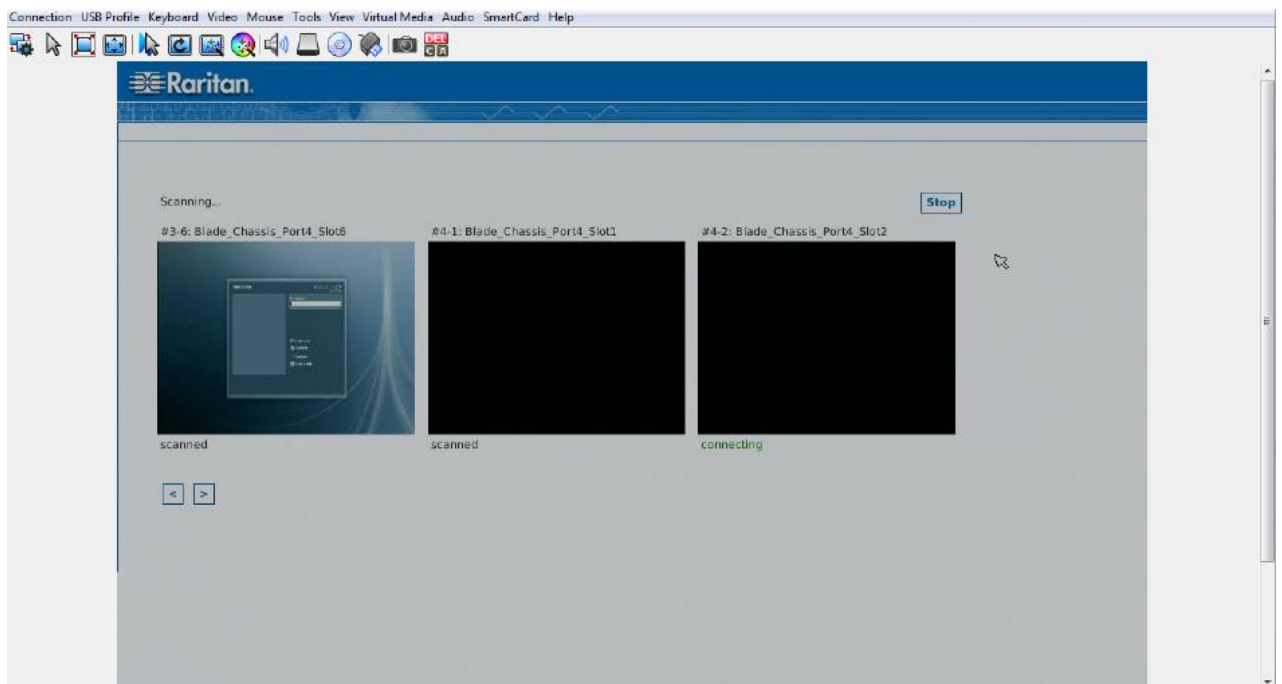 Connection USB Profile Keyboard Video Mouse Tools View Virtual Media Audio SmartCard Help
DEL
C A
Raritan.
Scanning...
Stop
#3-6: Blade_Chassis_Port4_Slot6
#4-1: Blade_Chassis_Port4_Slot1
#4-2: Blade_Chassis_Port4_Slot2
scanned
scanned
connecting
< >